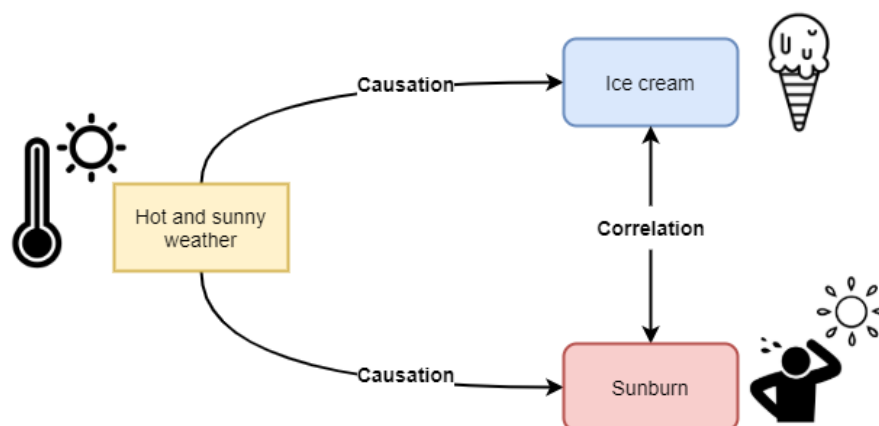 Causation
Ice cream
Hot and sunny
weather
Correlation
Causation
Sunburn